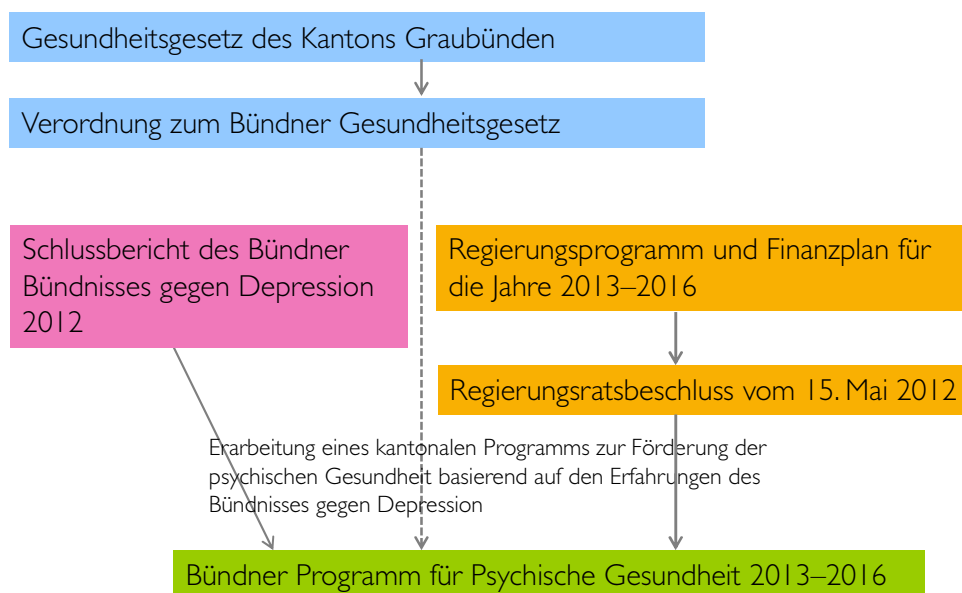 Gesundheitsgesetz des Kantons Graubünden
Verordnung zum Bündner Gesundheitsgesetz
Schlussbericht des Bündner
Bündnisses gegen Depression
2012
Regierungsprogramm und Finanzplan für
die Jahre 2013–2016
Regierungsratsbeschluss vom 15. Mai 2012
Erarbeitung eines kantonalen Programms zur Förderung der
psychischen Gesundheit basierend auf den Erfahrungen des
Bündnisses gegen Depression
Bündner Programm für Psychische Gesundheit 2013–2016